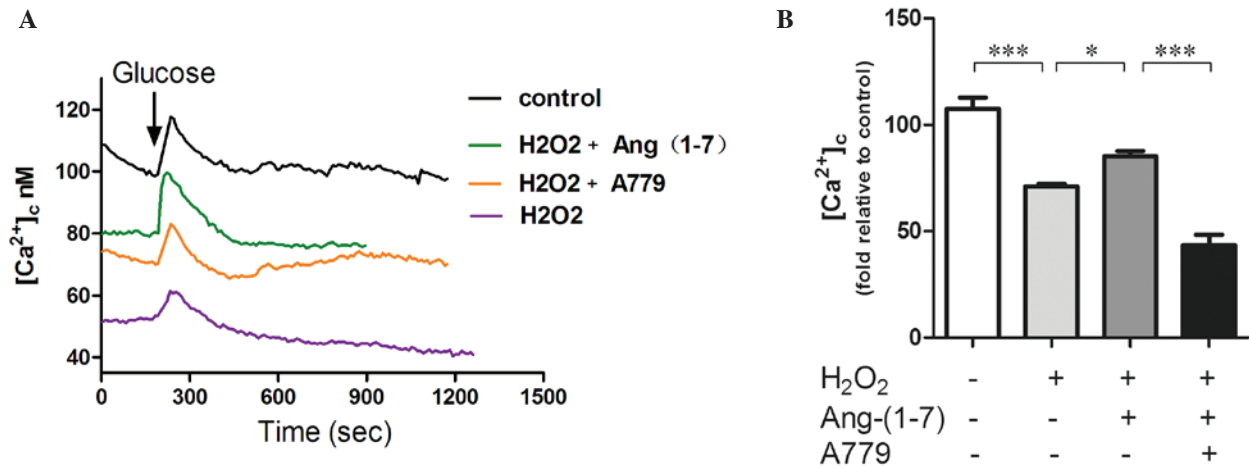 A
Glucose
120
100
80
60
40
[Ca²⁺]c nM
0 300 600 900 1200 1500
Time (sec)
control
H2O2 + Ang (1-7)
H2O2 + A779
H2O2
B
*** * ***
150
100
50
0
[Ca²⁺]c
(fold relative to control)
H₂O₂ - + + +
Ang-(1-7) - - + +
A779 - - - +